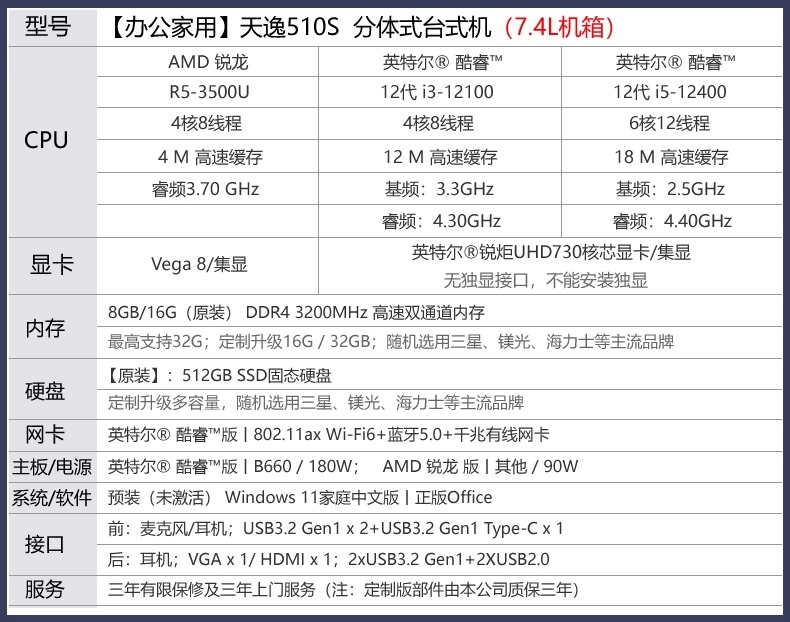 型号 【办公家用】天逸510S 分体式台式机（7.4L机箱）
CPU
AMD 锐龙 英特尔® 酷睿™ 英特尔® 酷睿™
R5-3500U 12代 i3-12100 12代 i5-12400
4核8线程 4核8线程 6核12线程
4 M 高速缓存 12 M 高速缓存 18 M 高速缓存
睿频3.70 GHz 基频：3.3GHz 基频：2.5GHz
睿频：4.30GHz 睿频：4.40GHz
显卡 Vega 8/集显 英特尔®锐炬UHD730核芯显卡/集显
无独显接口，不能安装独显
内存
8GB/16G（原装） DDR4 3200MHz 高速双通道内存
最高支持32G；定制升级16G / 32GB；随机选用三星、镁光、海力士等主流品牌
硬盘
【原装】：512GB SSD固态硬盘
定制升级多容量，随机选用三星、镁光、海力士等主流品牌
网卡 英特尔® 酷睿™版丨802.11ax Wi-Fi6+蓝牙5.0+千兆有线网卡
主板/电源 英特尔® 酷睿™版丨B660 / 180W； AMD 锐龙 版丨其他 / 90W
系统/软件 预装（未激活） Windows 11家庭中文版丨正版Office
接口
前：麦克风/耳机；USB3.2 Gen1 x 2+USB3.2 Gen1 Type-C x 1
后：耳机；VGA x 1/ HDMI x 1；2xUSB3.2 Gen1+2XUSB2.0
服务 三年有限保修及三年上门服务（注：定制版部件由本公司质保三年）